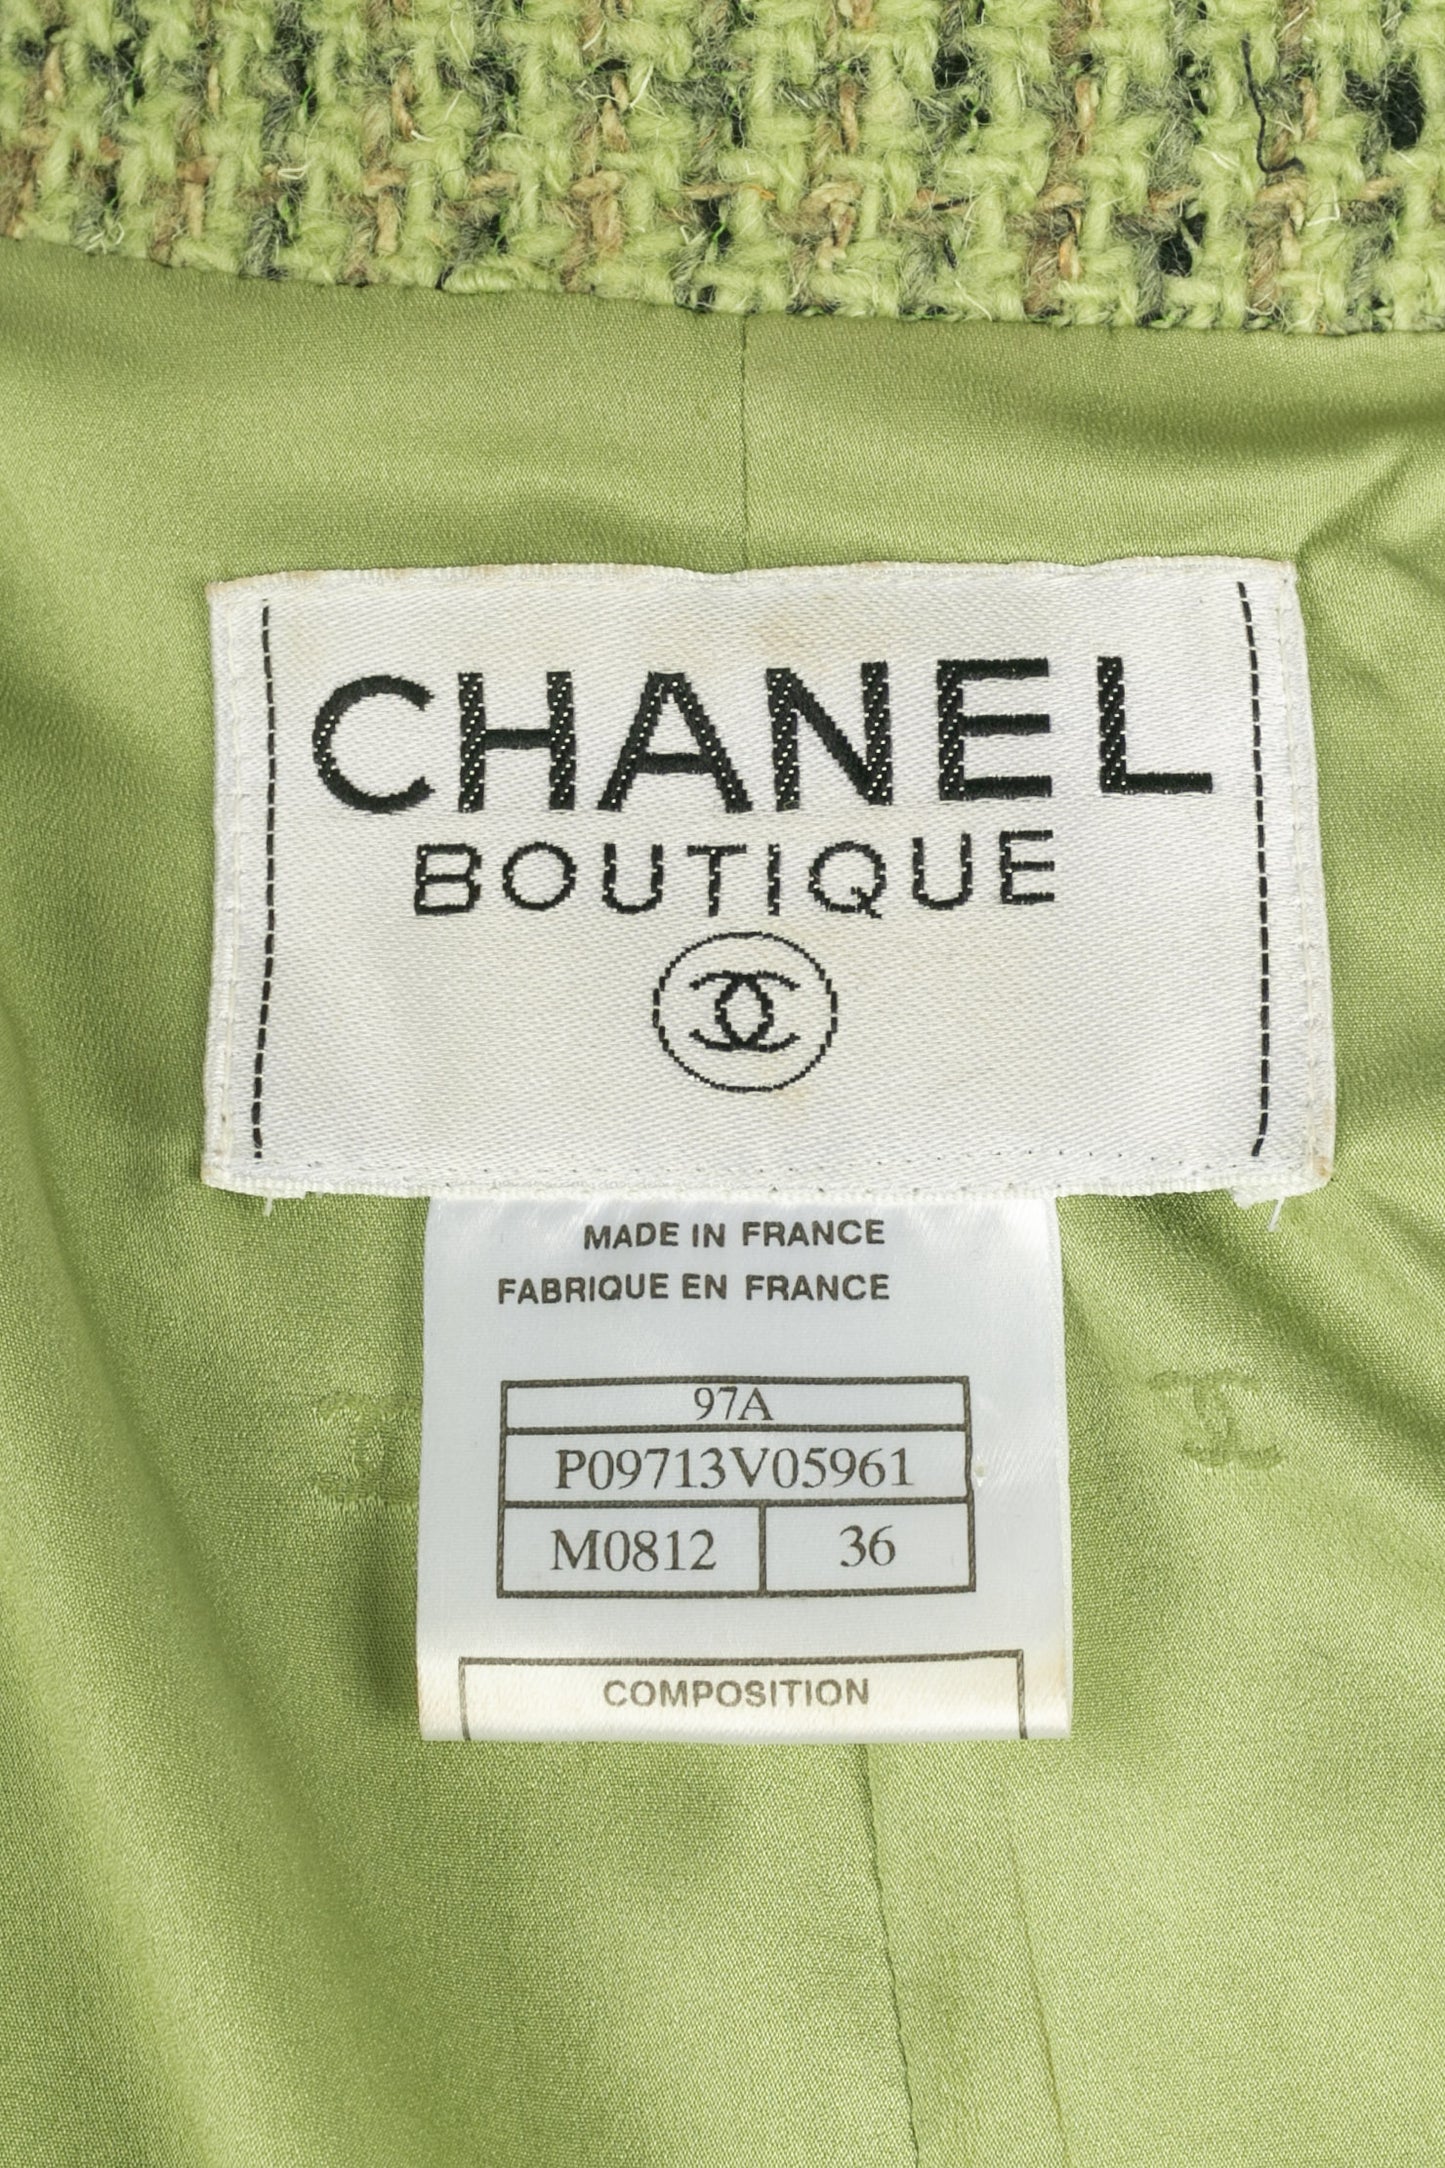 CHANEL
BOUTIQUE
MADE IN FRANCE
FABRIQUE EN FRANCE
97A
P09713V05961
M0812 36
COMPOSITION